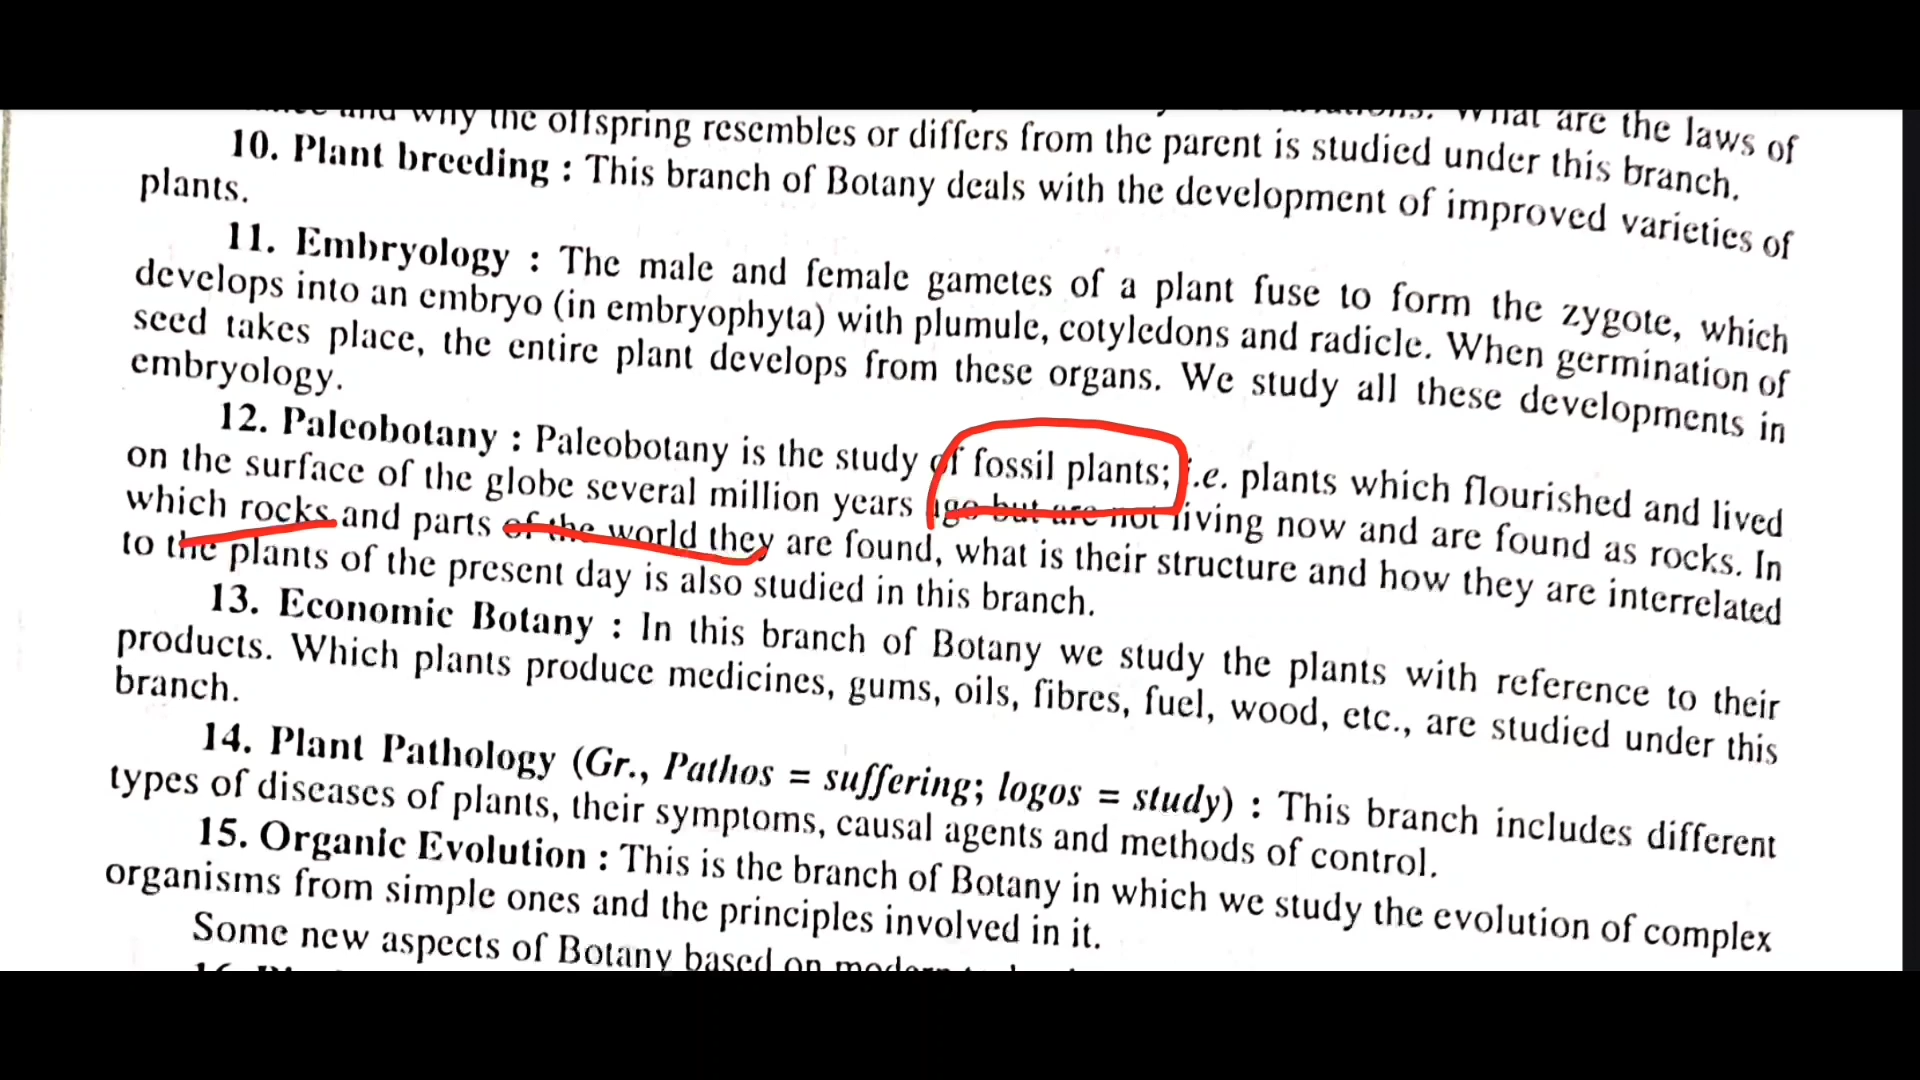 and why the offspring resembles or differs from the parent is studied under this branch. What are the laws of
10. Plant breeding : This branch of Botany deals with the development of improved varieties of
plants.
11. Embryology : The male and female gametes of a plant fuse to form the zygote, which
develops into an embryo (in embryophyta) with plumule, cotyledons and radicle. When germination of
seed takes place, the entire plant develops from these organs. We study all these developments in
embryology.
12. Paleobotany : Paleobotany is the study of fossil plants; i.e. plants which flourished and lived
on the surface of the globe several million years ago but are not living now and are found as rocks. In
which rocks and parts of the world they are found, what is their structure and how they are interrelated
to the plants of the present day is also studied in this branch.
13. Economic Botany : In this branch of Botany we study the plants with reference to their
products. Which plants produce medicines, gums, oils, fibres, fuel, wood, etc., are studied under this
branch.
14. Plant Pathology (Gr., Pathos = suffering; logos = study) : This branch includes different
types of diseases of plants, their symptoms, causal agents and methods of control.
15. Organic Evolution : This is the branch of Botany in which we study the evolution of complex
organisms from simple ones and the principles involved in it.
Some new aspects of Botany based on modern